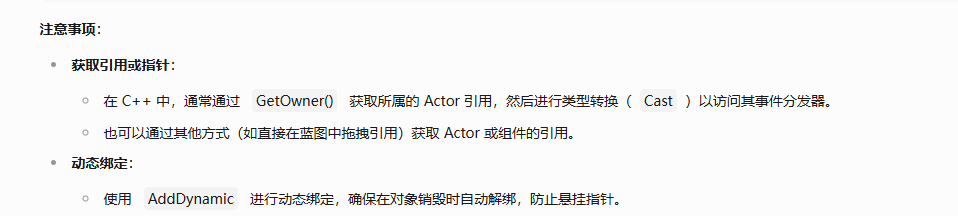 注意事项：
获取引用或指针：
在 C++ 中，通常通过 GetOwner() 获取所属的 Actor 引用，然后进行类型转换（ Cast ）以访问其事件分发器。
也可以通过其他方式（如直接在蓝图中拖拽引用）获取 Actor 或组件的引用。
动态绑定：
使用 AddDynamic 进行动态绑定，确保在对象销毁时自动解绑，防止悬挂指针。